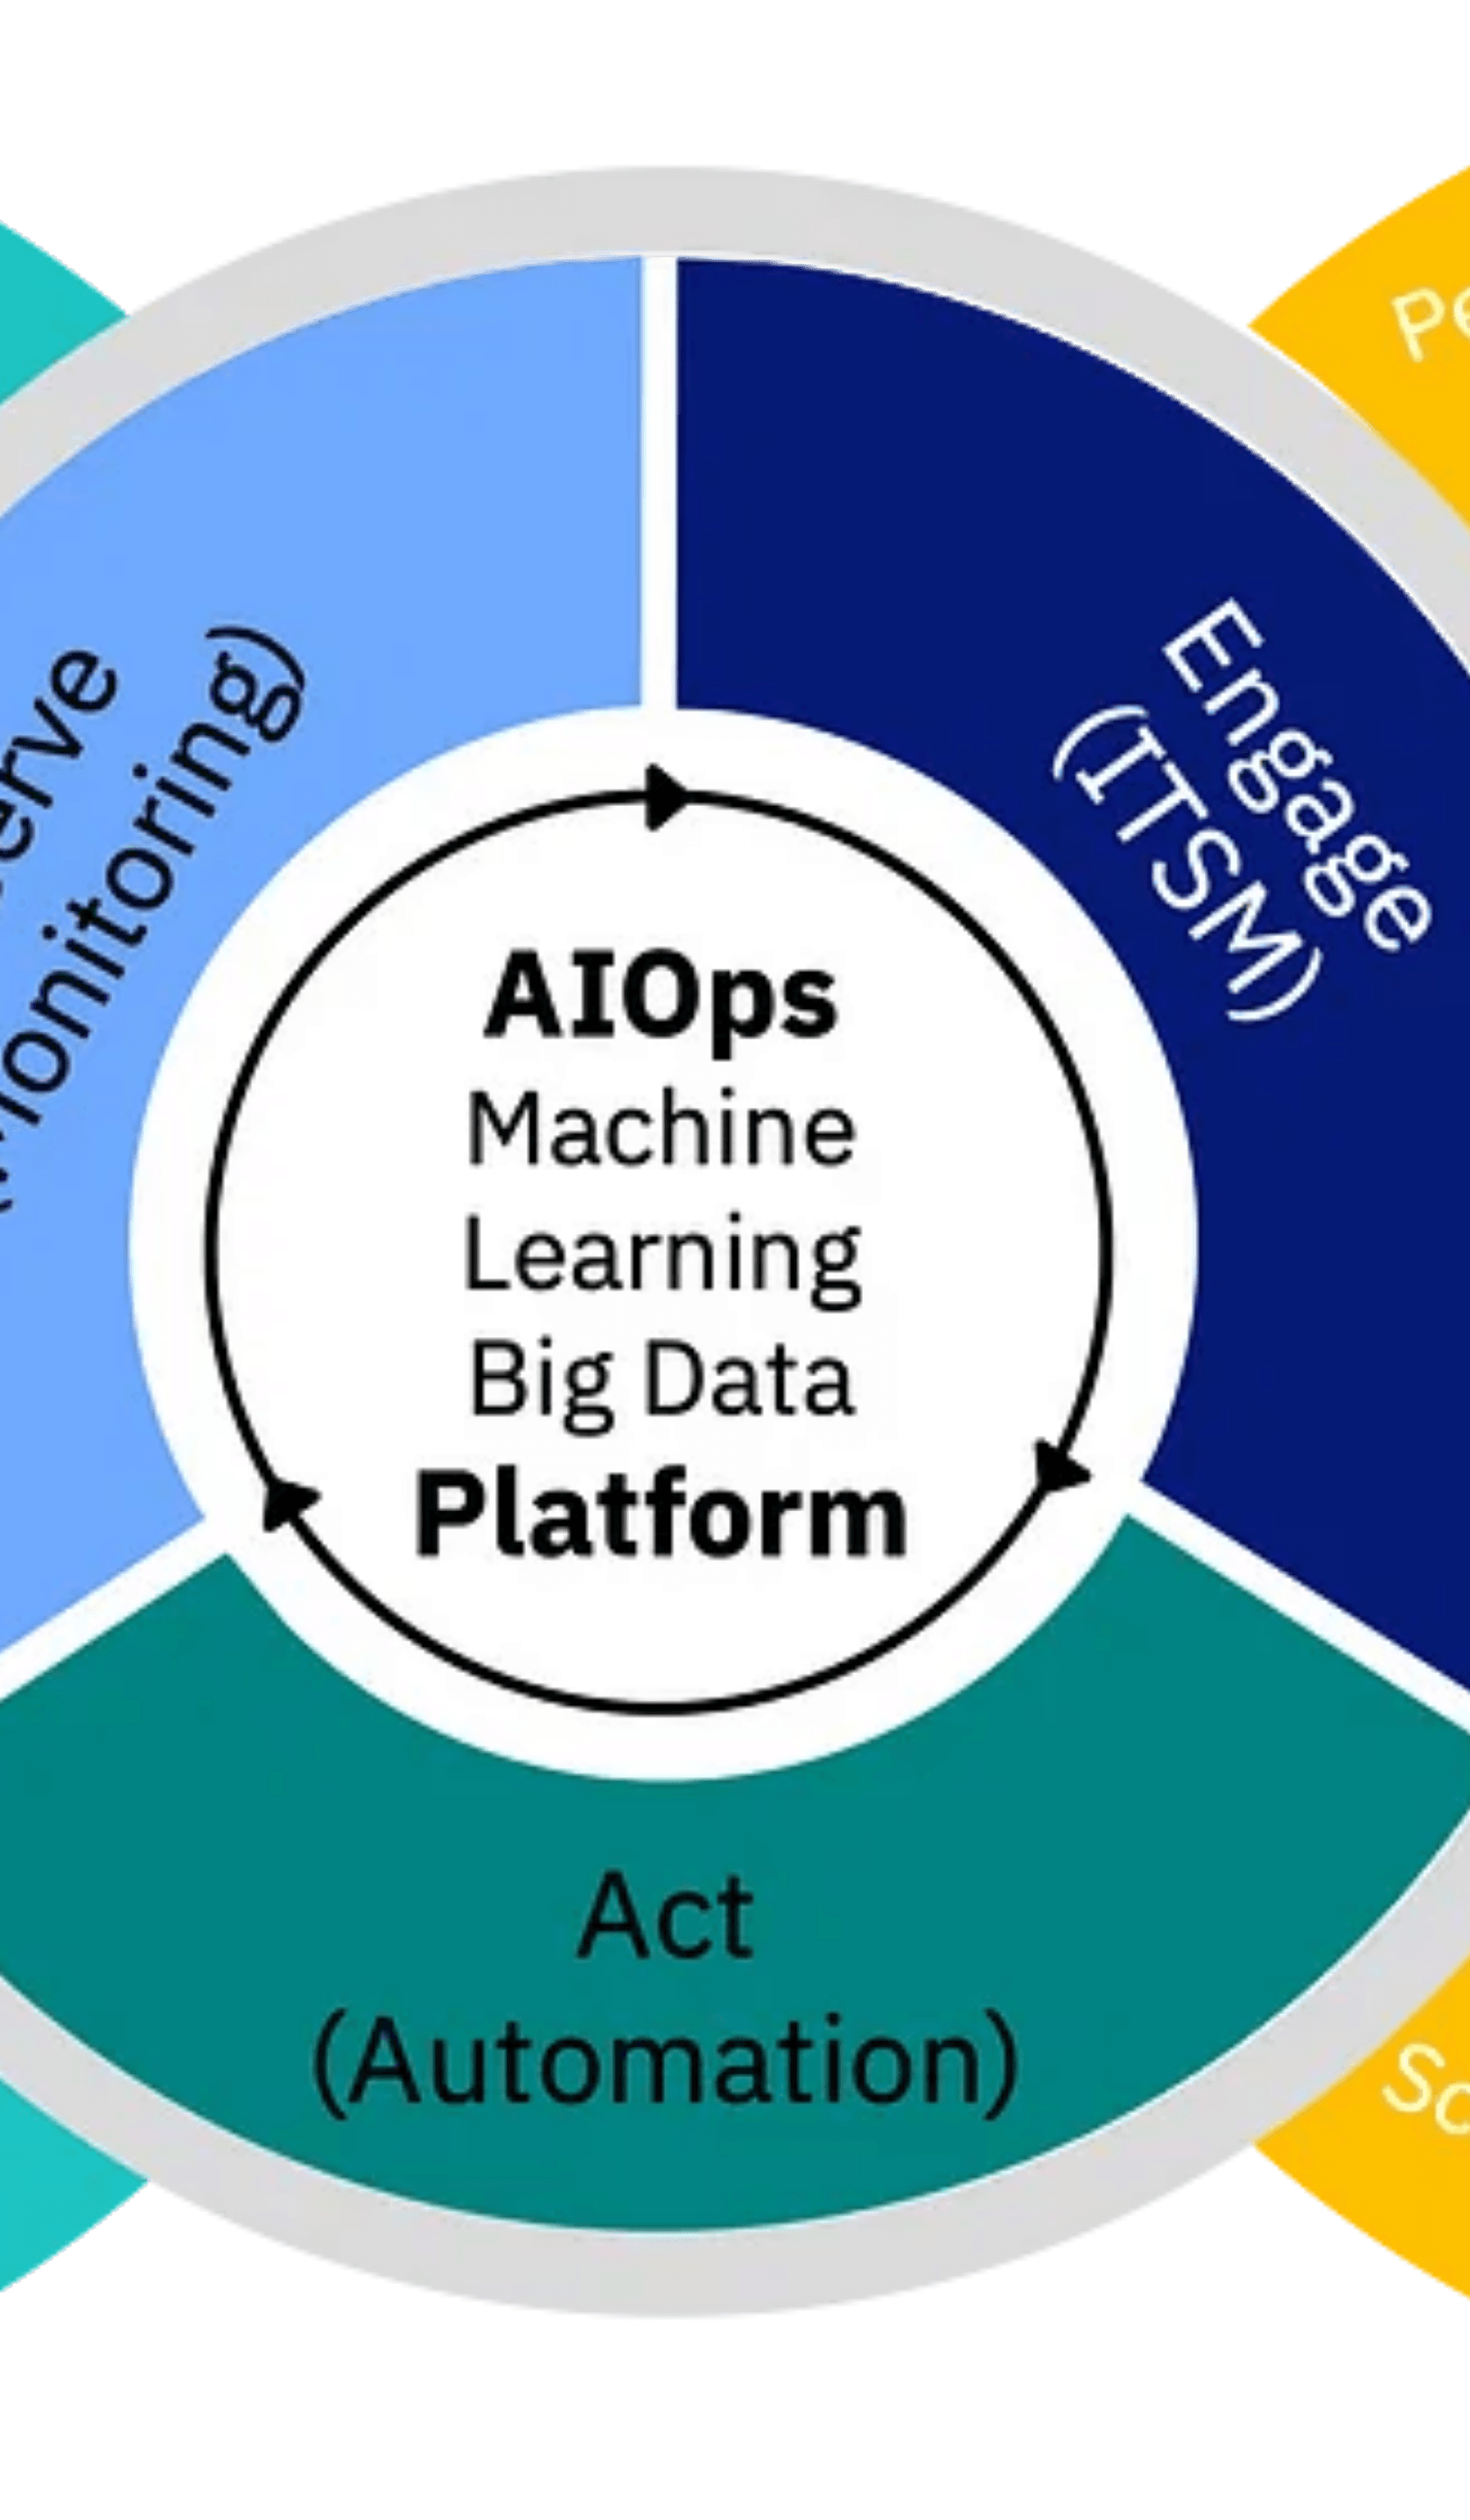 (Monitoring)
Engage
(ITSM)
AIOps
Machine
Learning
Big Data
Platform
Act
(Automation)